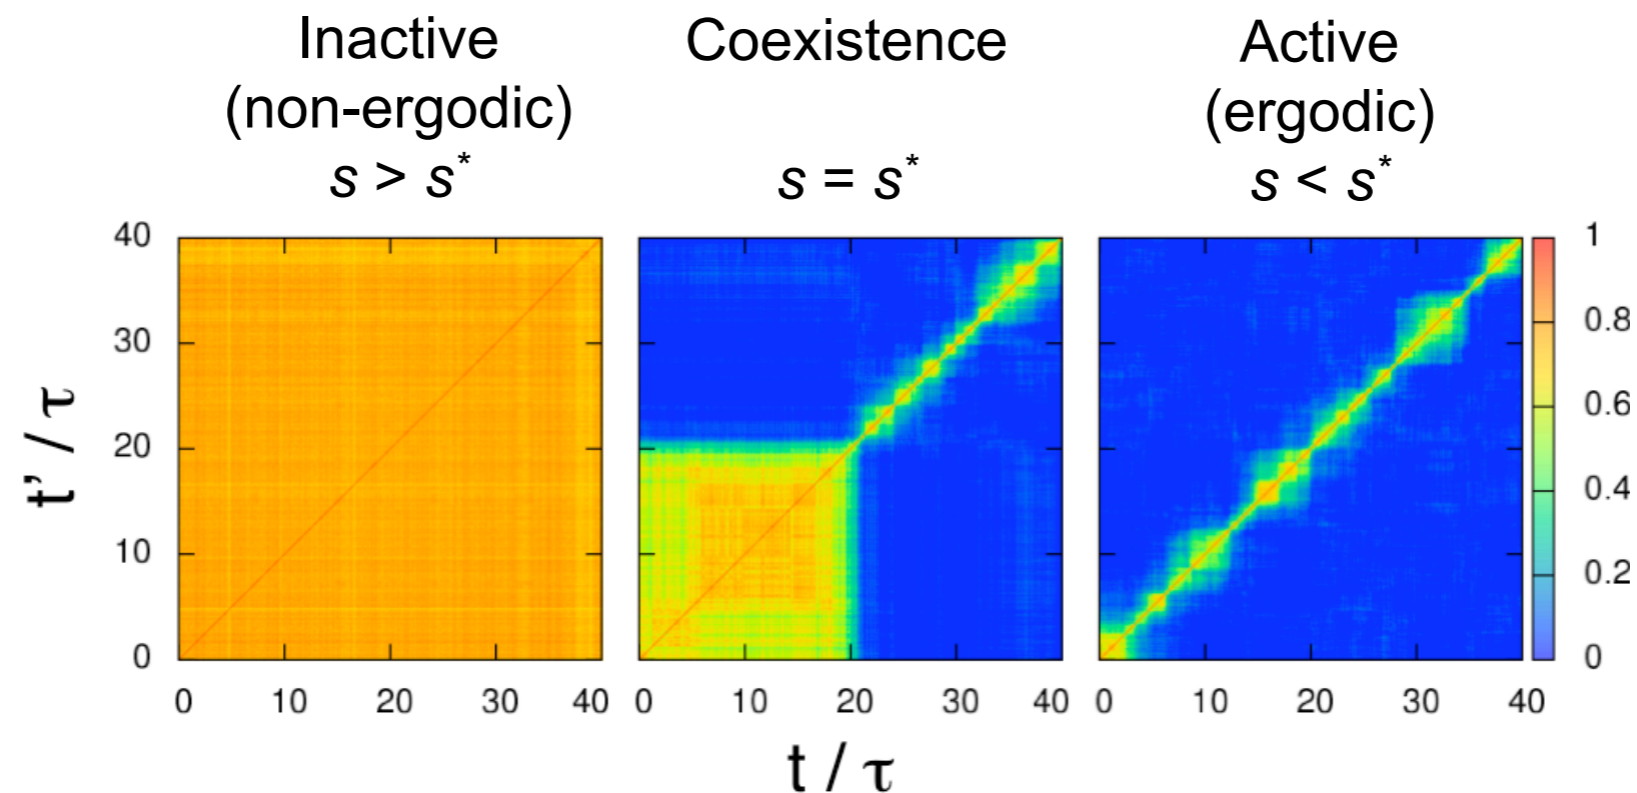 Inactive
(non-ergodic)
s > s*
Coexistence
s = s*
Active
(ergodic)
s < s*
40
30
20
10
0
t' / τ
0 10 20 30 40
0 10 20 30 40
0 10 20 30 40
t / τ
1
0.8
0.6
0.4
0.2
0